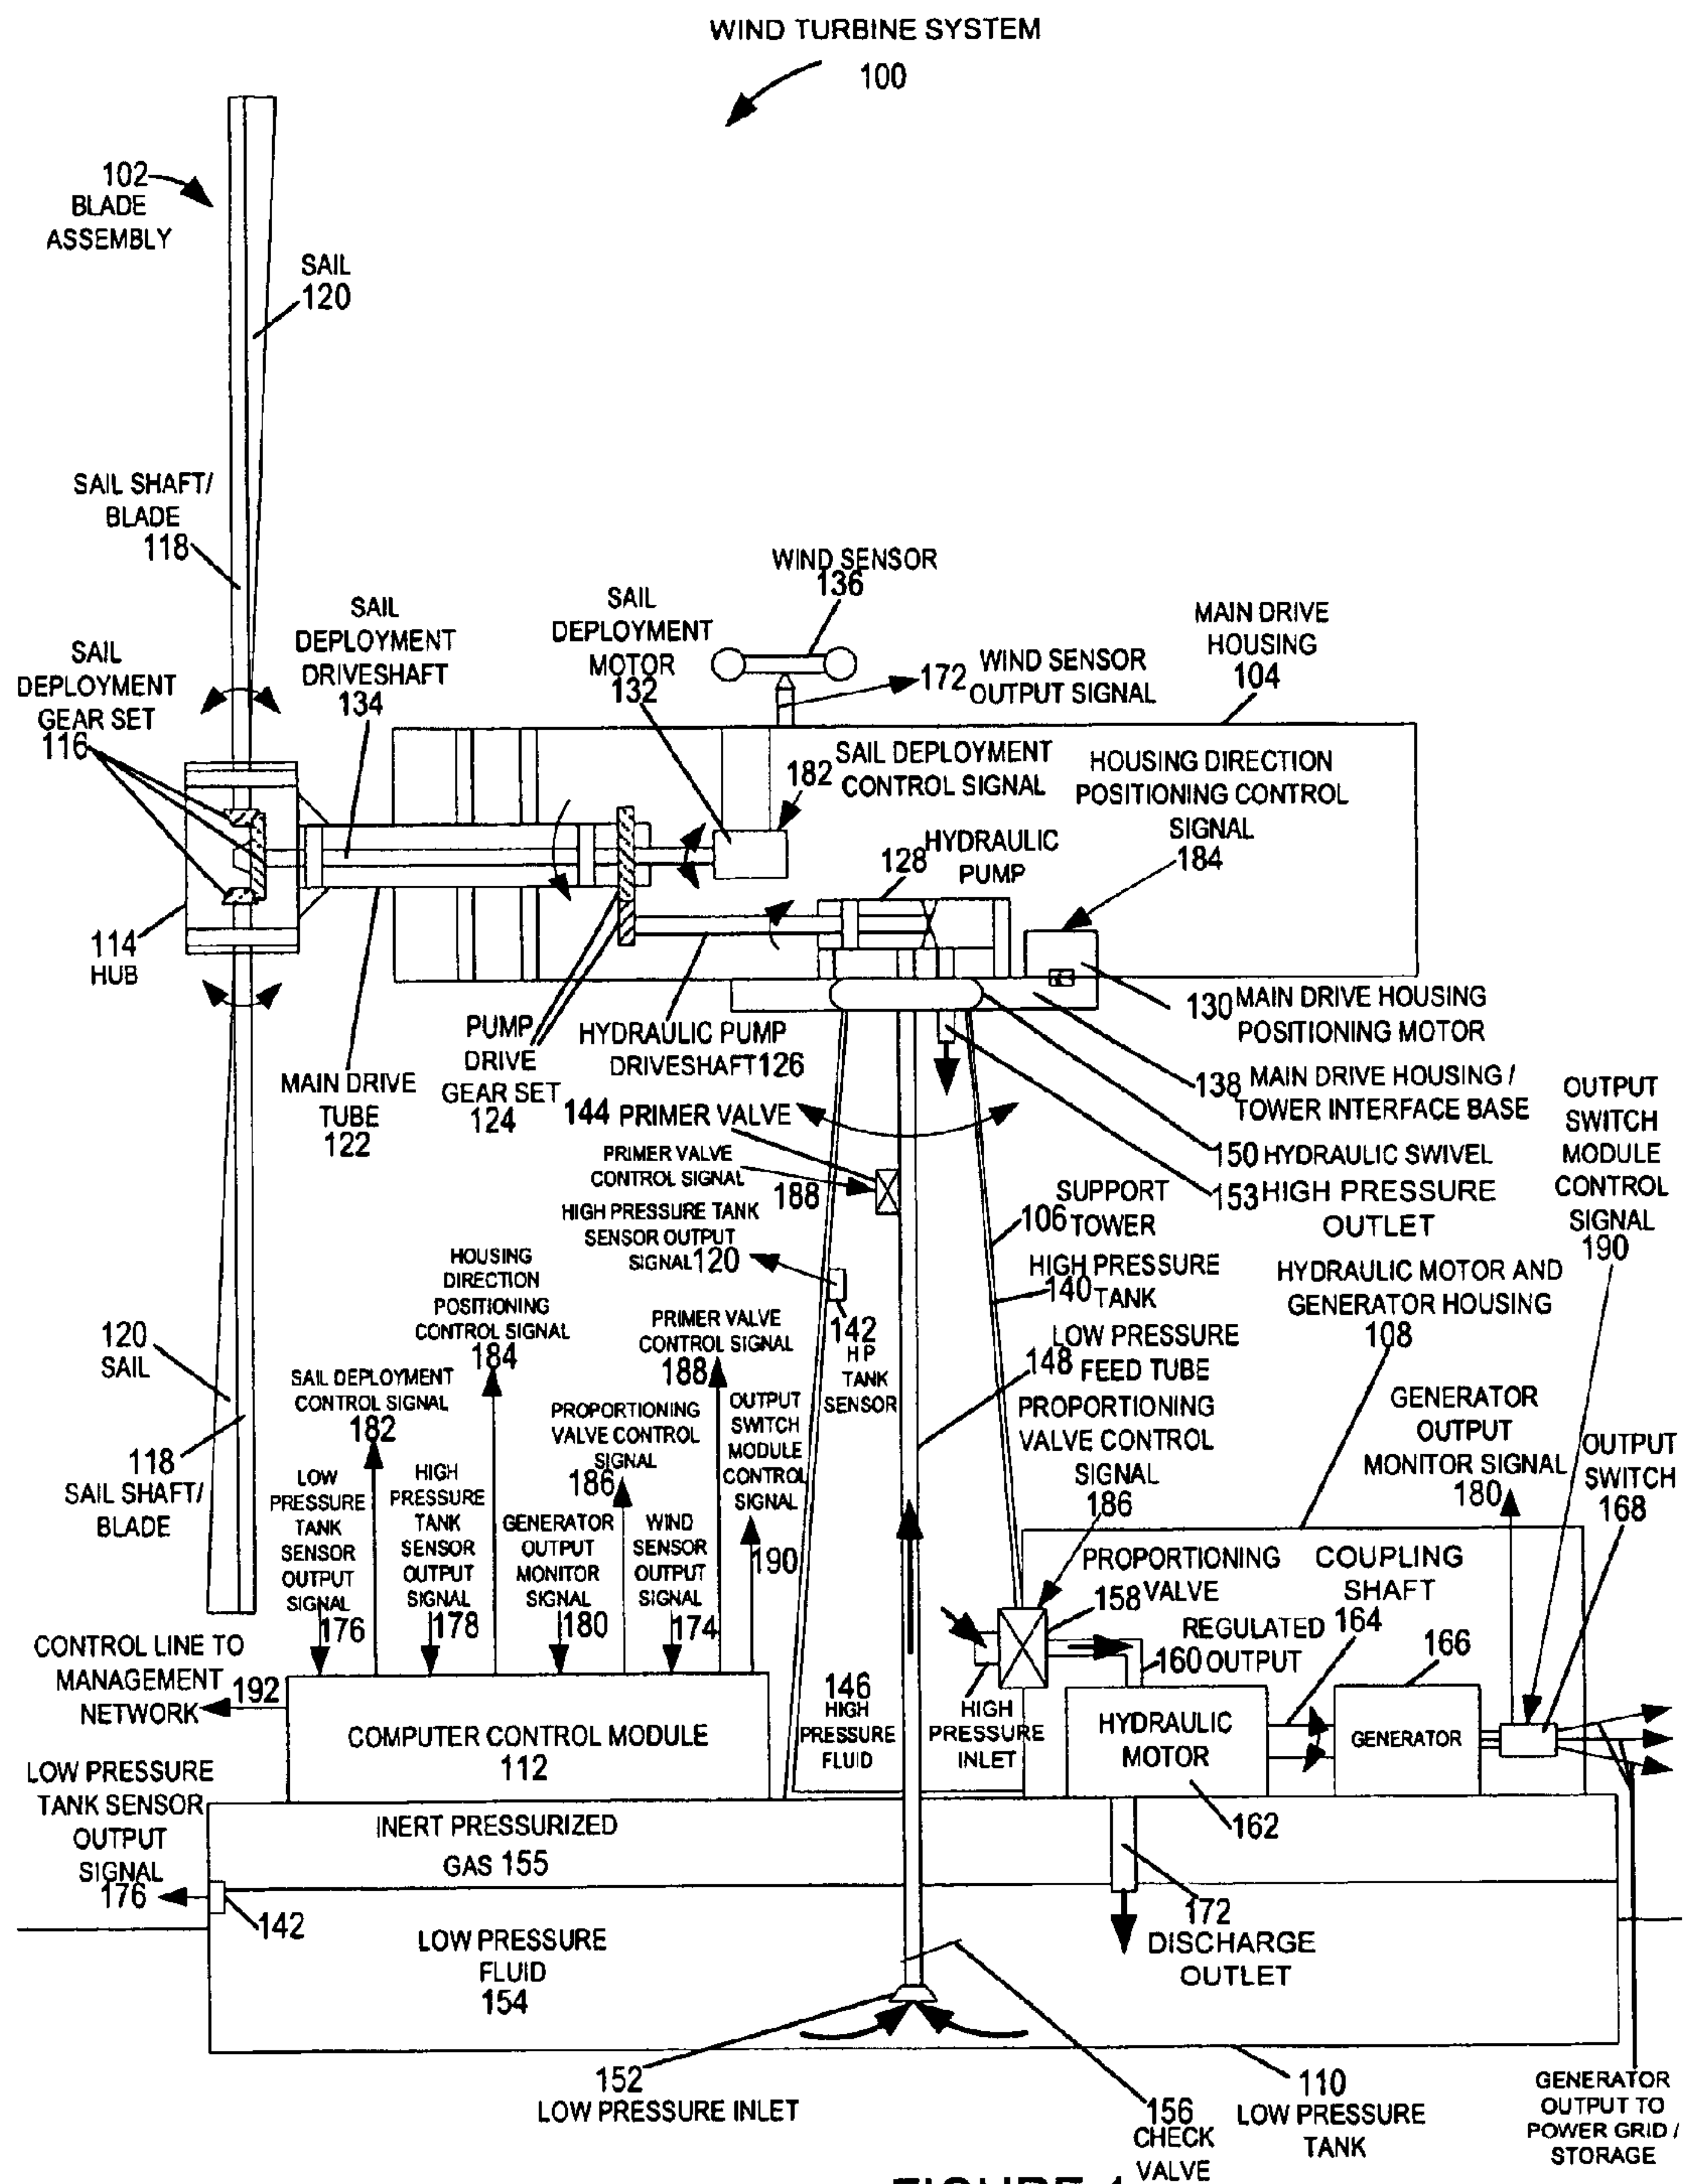 WIND TURBINE SYSTEM
100
102
BLADE
ASSEMBLY
SAIL
120
SAIL SHAFT/
BLADE
118
WIND SENSOR
136
SAIL
DEPLOYMENT
MOTOR
132
SAIL
DEPLOYMENT
DRIVESHAFT
134
SAIL
DEPLOYMENT
GEAR SET
116
MAIN DRIVE
HOUSING
104
172 WIND SENSOR
OUTPUT SIGNAL
182 SAIL DEPLOYMENT
CONTROL SIGNAL
HOUSING DIRECTION
POSITIONING CONTROL
SIGNAL
184
128 HYDRAULIC
PUMP
114
HUB
MAIN DRIVE
TUBE
122
PUMP
DRIVE
GEAR SET
124
HYDRAULIC PUMP
DRIVESHAFT 126
130 MAIN DRIVE HOUSING
POSITIONING MOTOR
138 MAIN DRIVE HOUSING /
TOWER INTERFACE BASE
150 HYDRAULIC SWIVEL
153 HIGH PRESSURE
OUTLET
OUTPUT
SWITCH
MODULE
CONTROL
SIGNAL
190
144 PRIMER VALVE
PRIMER VALVE
CONTROL SIGNAL
188
HIGH PRESSURE TANK
SENSOR OUTPUT
SIGNAL 120
106 SUPPORT
TOWER
HIGH PRESSURE
140 TANK
142
HP
TANK
SENSOR
LOW PRESSURE
148 FEED TUBE
HYDRAULIC MOTOR AND
GENERATOR HOUSING
108
PROPORTIONING
VALVE CONTROL
SIGNAL
186
GENERATOR
OUTPUT
MONITOR SIGNAL
180
OUTPUT
SWITCH
168
120
SAIL
118
SAIL SHAFT/
BLADE
LOW
PRESSURE
TANK
SENSOR
OUTPUT
SIGNAL
176
SAIL DEPLOYMENT
CONTROL SIGNAL
182
HIGH
PRESSURE
TANK
SENSOR
OUTPUT
SIGNAL
178
HOUSING
DIRECTION
POSITIONING
CONTROL SIGNAL
184
GENERATOR
OUTPUT
MONITOR
SIGNAL
180
PROPORTIONING
VALVE CONTROL
SIGNAL
186
WIND
SENSOR
OUTPUT
SIGNAL
174
PRIMER VALVE
CONTROL SIGNAL
188
OUTPUT
SWITCH
MODULE
CONTROL
SIGNAL
190
PROPORTIONING
158 VALVE
COUPLING
SHAFT
164
REGULATED
160 OUTPUT
166
CONTROL LINE TO
MANAGEMENT
NETWORK
192
COMPUTER CONTROL MODULE
112
146
HIGH
PRESSURE
FLUID
HIGH
PRESSURE
INLET
HYDRAULIC
MOTOR
162
GENERATOR
LOW PRESSURE
TANK SENSOR
OUTPUT
SIGNAL
176
142
INERT PRESSURIZED
GAS 155
LOW PRESSURE
FLUID
154
172
DISCHARGE
OUTLET
152
LOW PRESSURE INLET
156
CHECK
VALVE
110
LOW PRESSURE
TANK
GENERATOR
OUTPUT TO
POWER GRID /
STORAGE